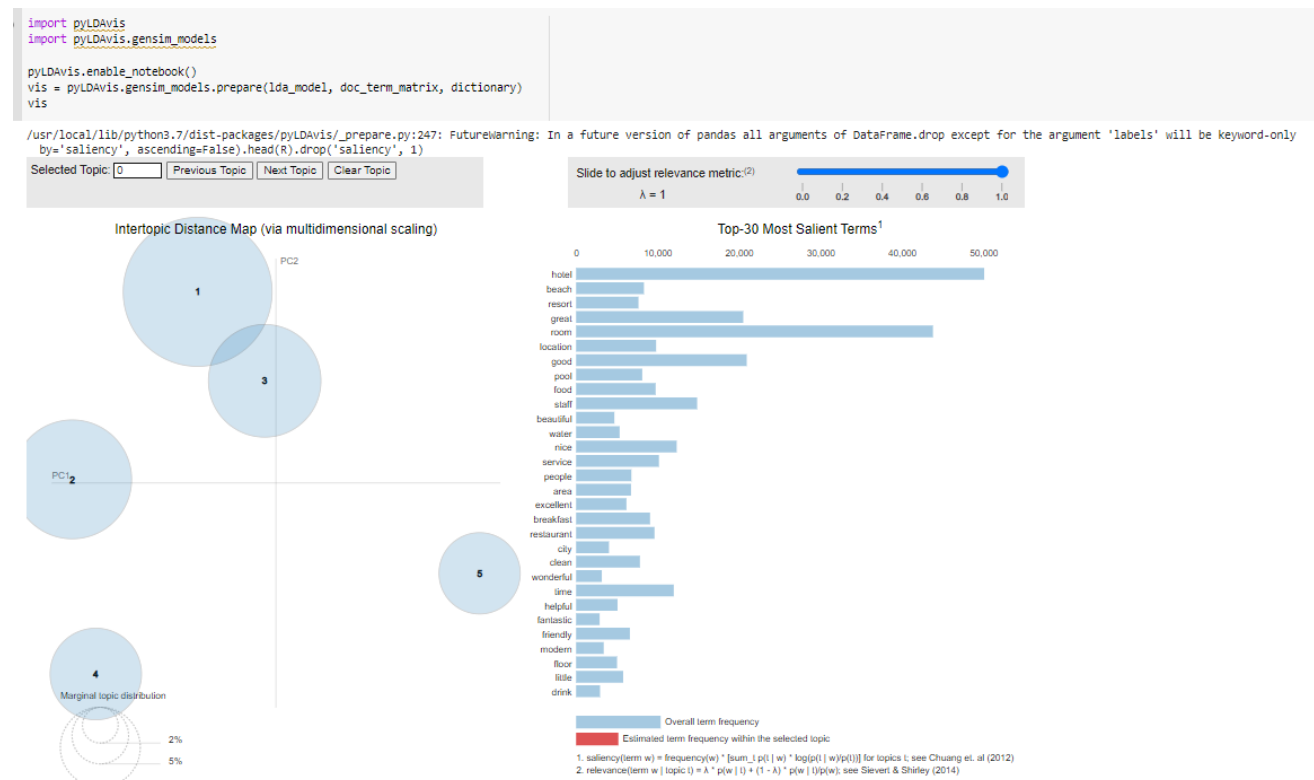 import pyLDAvis
import pyLDAvis.gensim_models
pyLDAvis.enable_notebook()
vis = pyLDAvis.gensim_models.prepare(lda_model, doc_term_matrix, dictionary)
vis
/usr/local/lib/python3.7/dist-packages/pyLDAvis/_prepare.py:247: FutureWarning: In a future version of pandas all arguments of DataFrame.drop except for the argument 'labels' will be keyword-only
by='saliency', ascending=False).head(R).drop('saliency', 1)
Selected Topic: 0 Previous Topic Next Topic Clear Topic
Slide to adjust relevance metric:(2)
λ = 1
0.0 0.2 0.4 0.6 0.8 1.0
Intertopic Distance Map (via multidimensional scaling)
PC2
1
3
PC1
2
5
4
Marginal topic distribution
2%
5%
Top-30 Most Salient Terms1
0 10,000 20,000 30,000 40,000 50,000
hotel
beach
resort
great
room
location
good
pool
food
staff
beautiful
water
nice
service
people
area
excellent
breakfast
restaurant
city
clean
wonderful
time
helpful
fantastic
friendly
modern
floor
little
drink
Overall term frequency
Estimated term frequency within the selected topic
1. saliency(term w) = frequency(w) * [sum_t p(t | w) * log(p(t | w)/p(t))] for topics t; see Chuang et. al (2012)
2. relevance(term w | topic t) = λ * p(w | t) + (1 - λ) * p(w | t)/p(w); see Sievert & Shirley (2014)